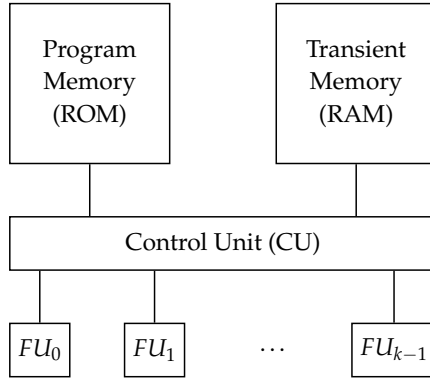 Program
Memory
(ROM)
Transient
Memory
(RAM)
Control Unit (CU)
FU₀ FU₁ ⋯ FUₖ₋₁